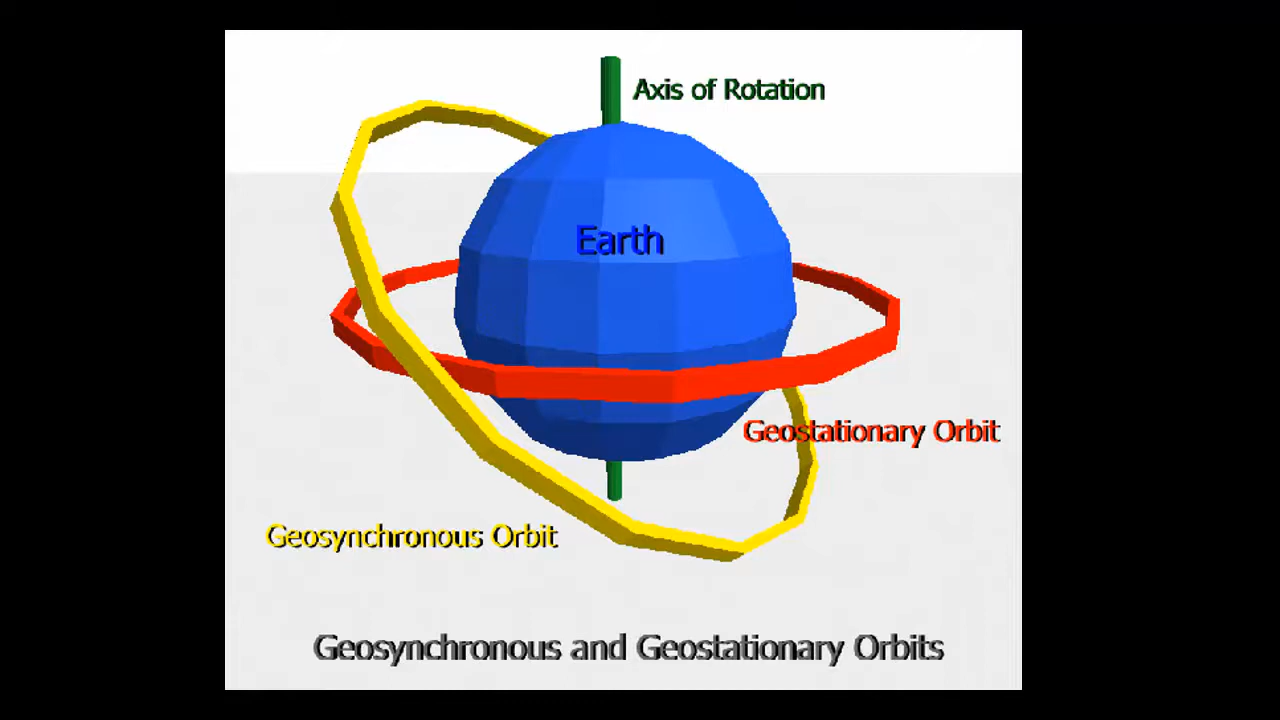 Axis of Rotation
Earth
Geostationary Orbit
Geosynchronous Orbit
Geosynchronous and Geostationary Orbits